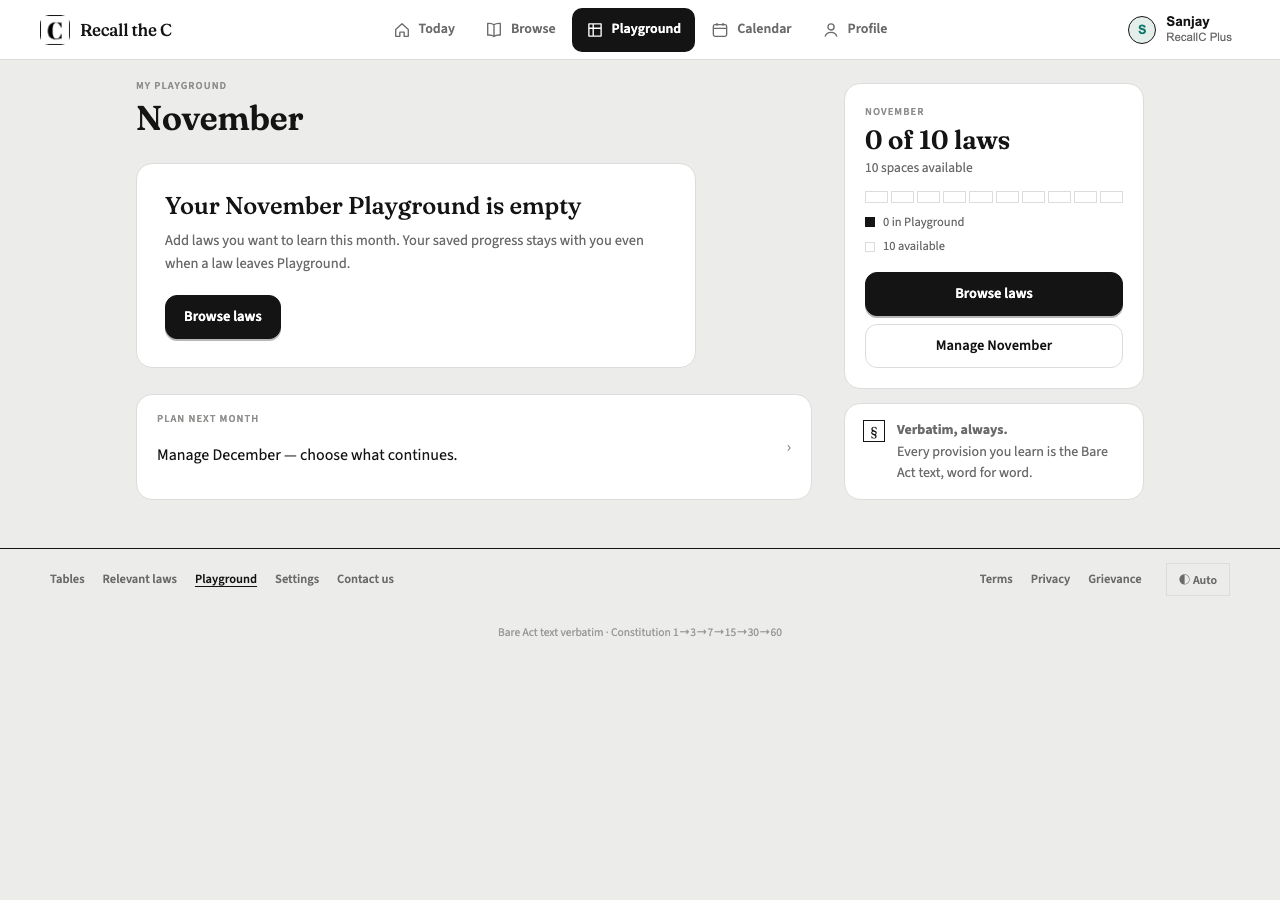 C Recall the C
Today
Browse
Playground
Calendar
Profile
S
Sanjay
RecallC Plus
MY PLAYGROUND
November
Your November Playground is empty
Add laws you want to learn this month. Your saved progress stays with you even
when a law leaves Playground.
Browse laws
PLAN NEXT MONTH
Manage December — choose what continues.
›
NOVEMBER
0 of 10 laws
10 spaces available
0 in Playground
10 available
Browse laws
Manage November
§
Verbatim, always.
Every provision you learn is the Bare
Act text, word for word.
Tables Relevant laws Playground Settings Contact us
Terms Privacy Grievance
Auto
Bare Act text verbatim · Constitution 1→3→7→15→30→60